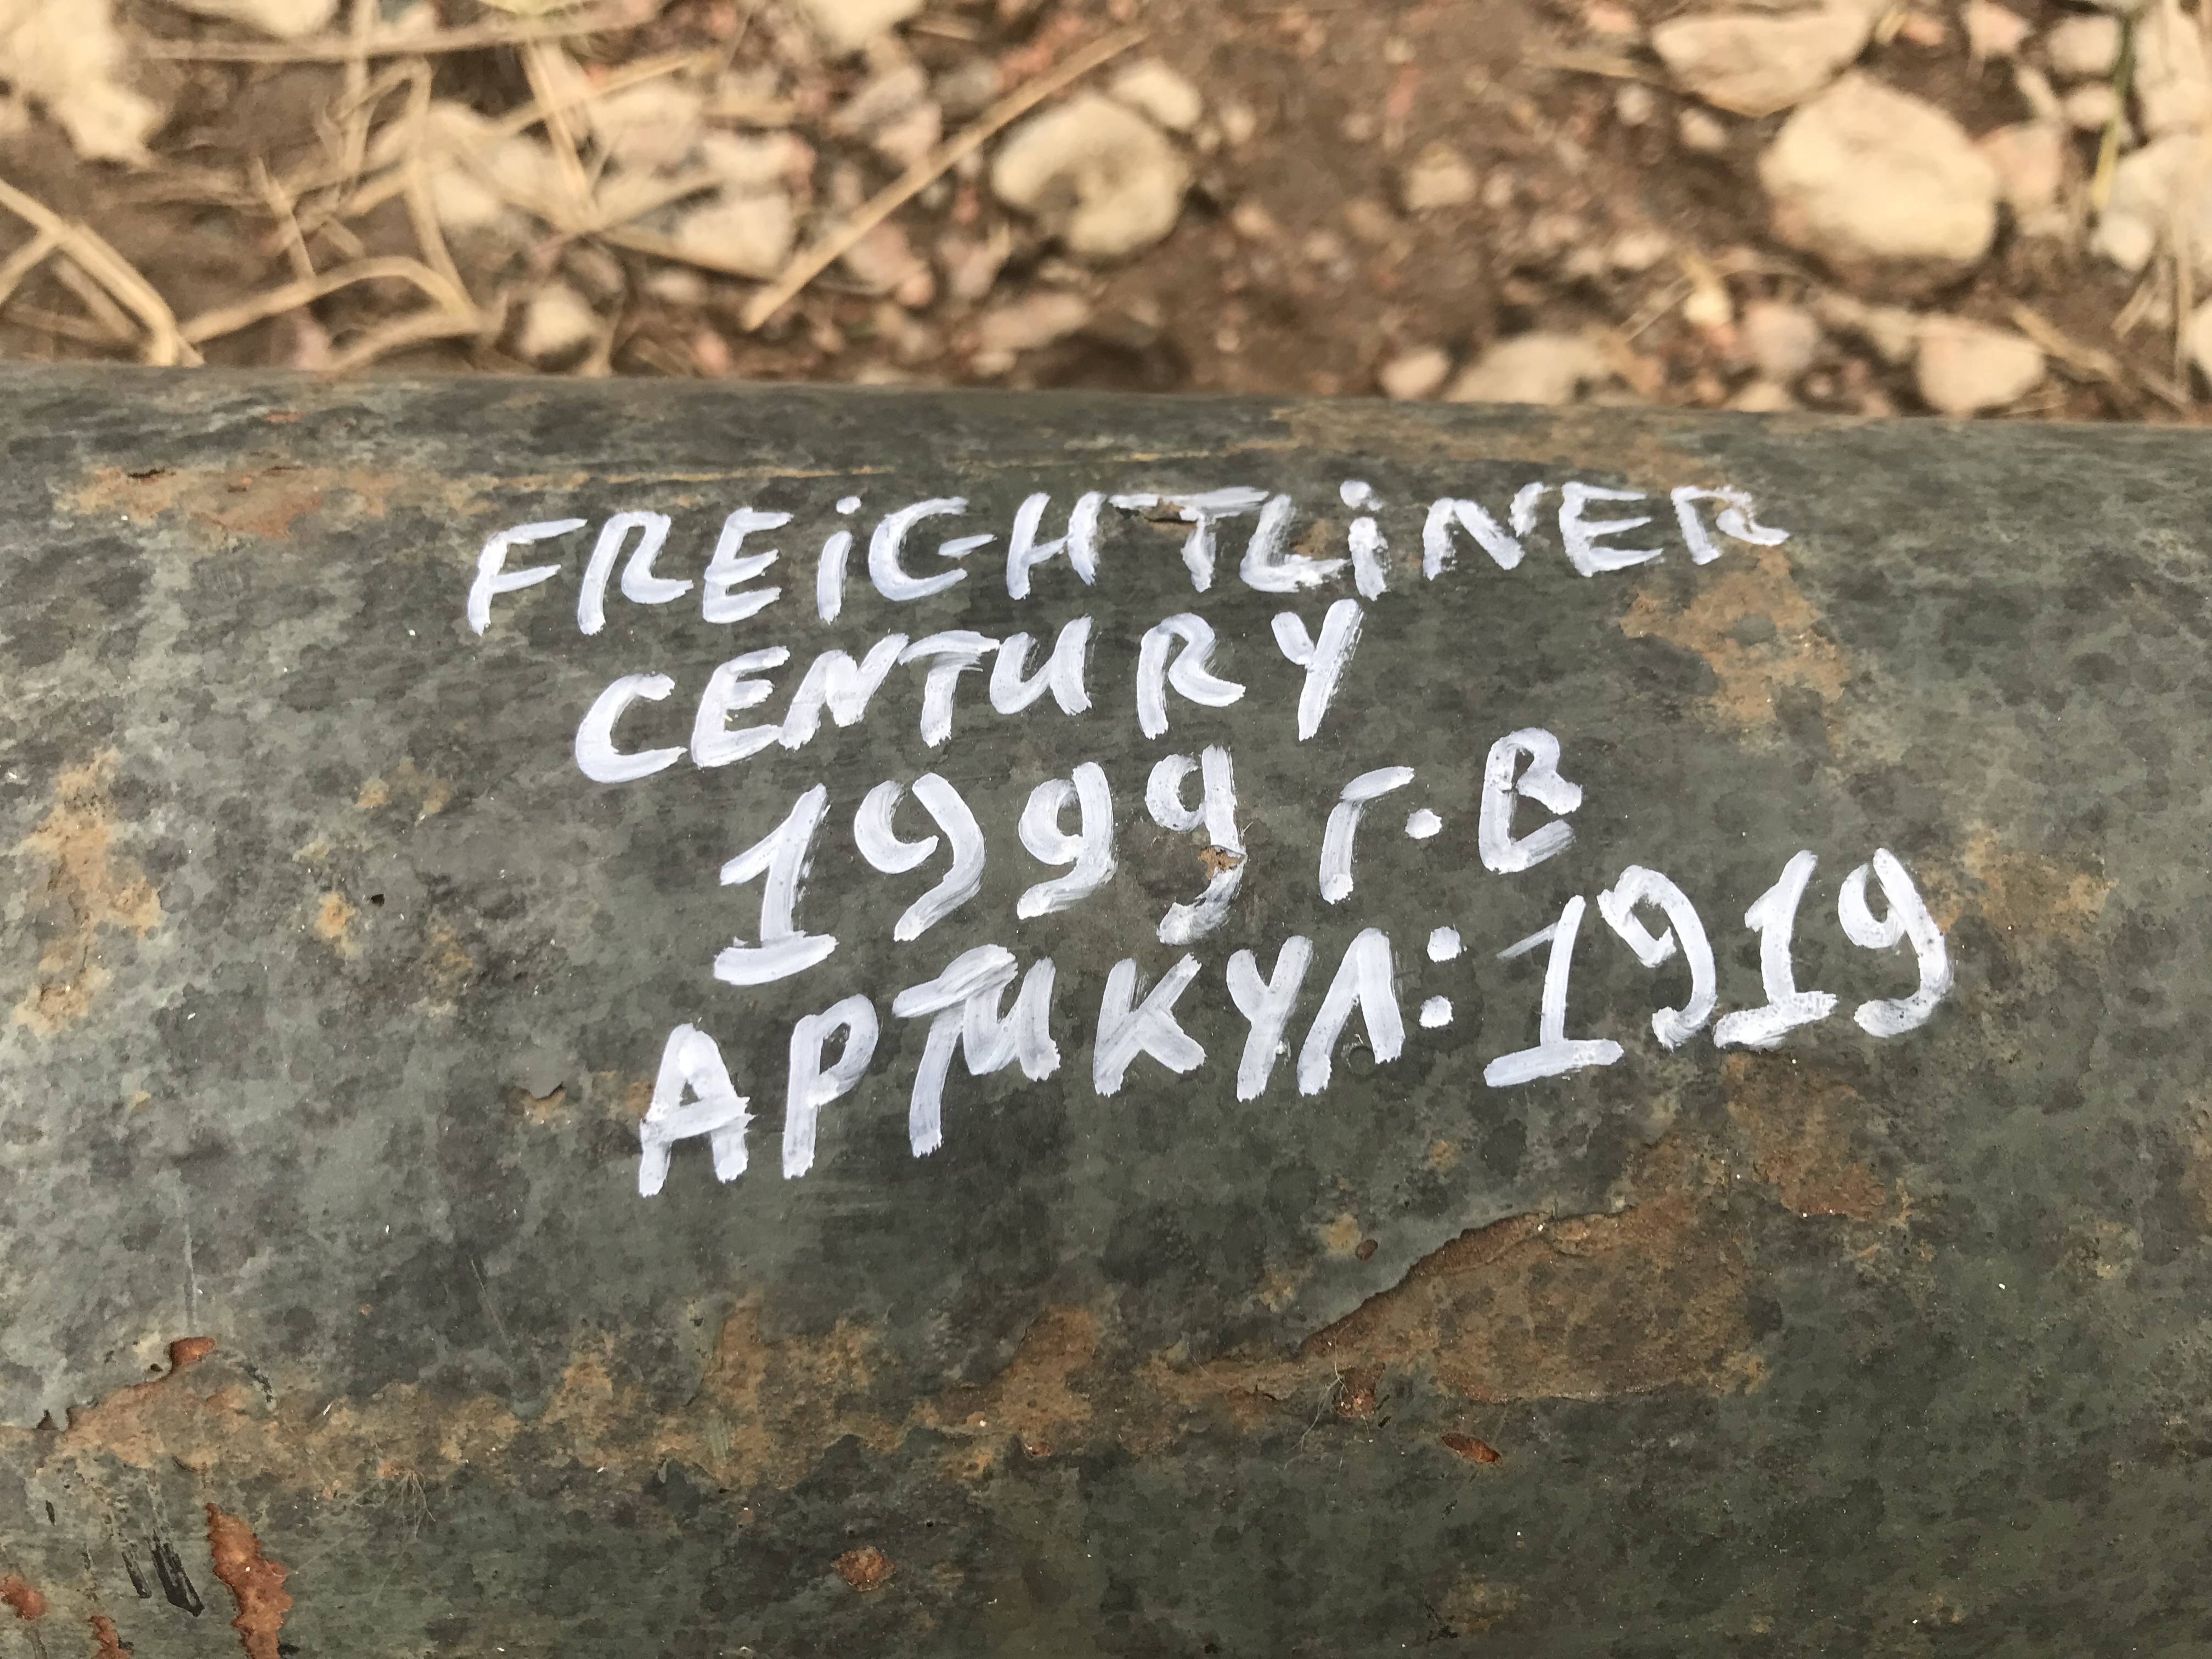 FREiGHTLiNER
CENTURY
1999 г.В
АРТИКУЛ: 1919